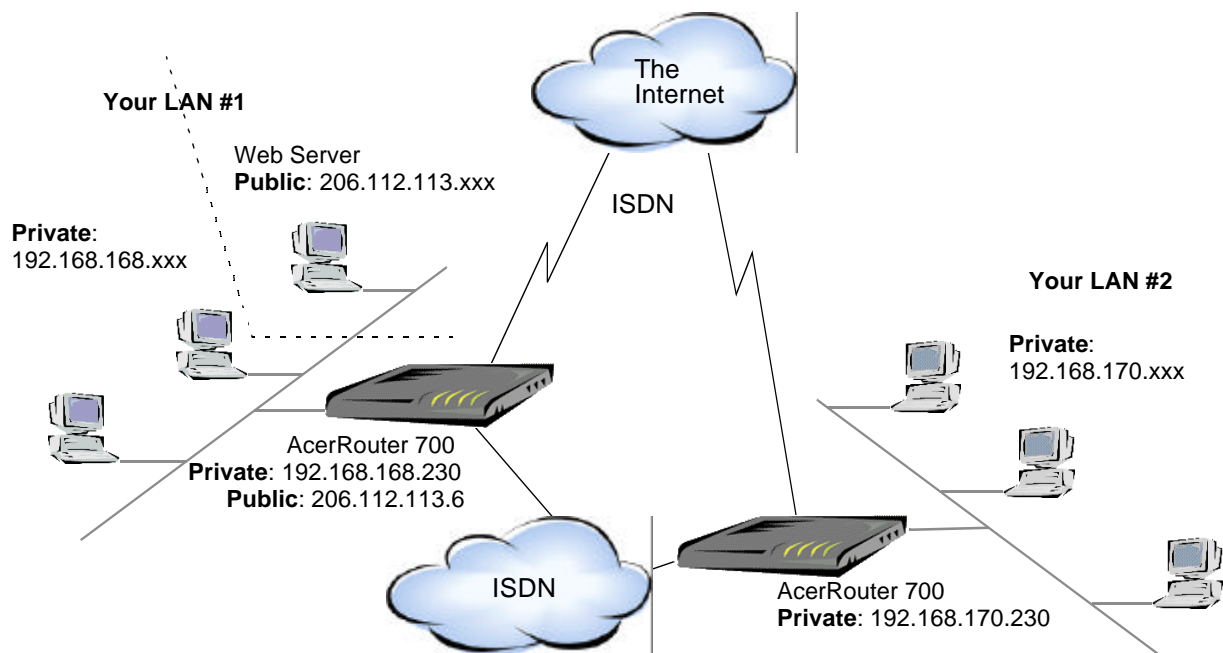 The
Internet
Your LAN #1
Web Server
Public: 206.112.113.xxx
ISDN
Private:
192.168.168.xxx
Your LAN #2
Private:
192.168.170.xxx
AcerRouter 700
Private: 192.168.168.230
Public: 206.112.113.6
ISDN
AcerRouter 700
Private: 192.168.170.230